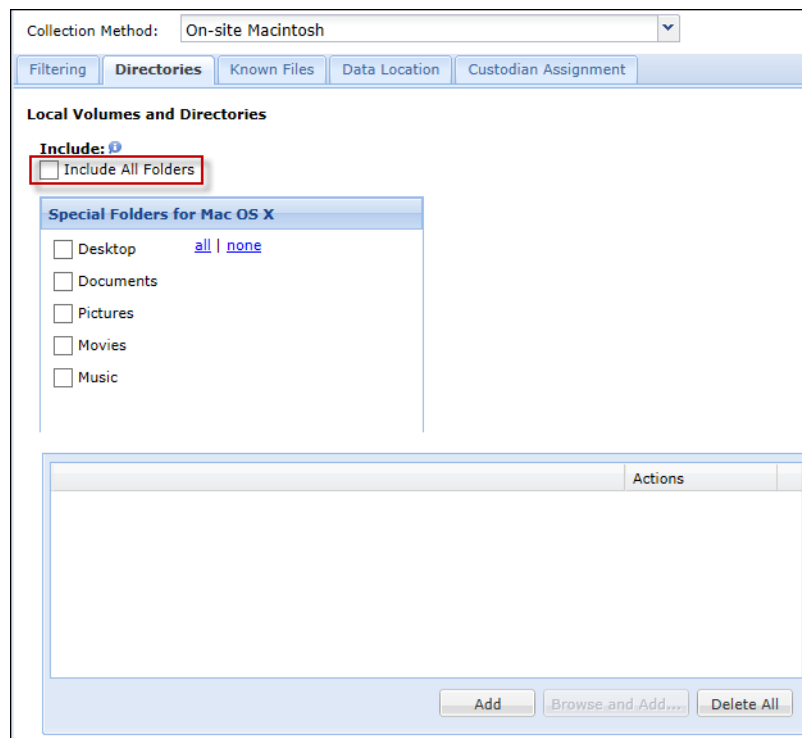 Collection Method: On-site Macintosh
Filtering Directories Known Files Data Location Custodian Assignment
Local Volumes and Directories
Include:
Include All Folders
Special Folders for Mac OS X
Desktop all | none
Documents
Pictures
Movies
Music
Actions
Add Browse and Add... Delete All